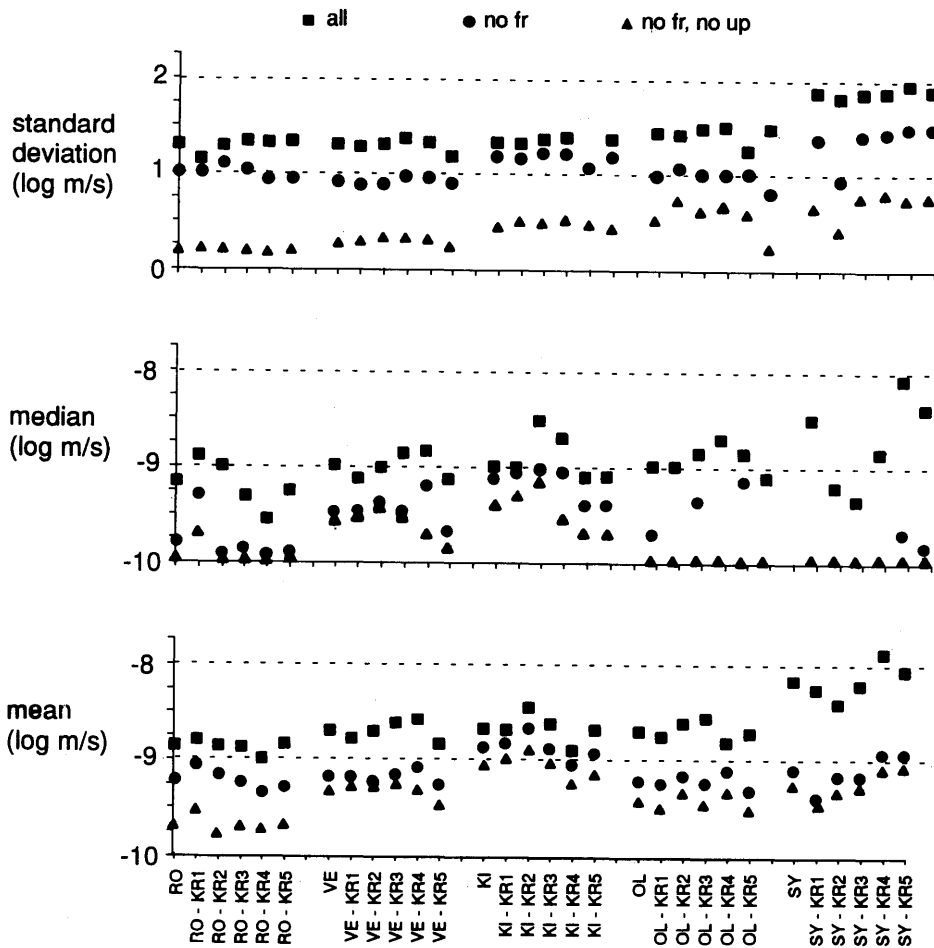 all
no fr
no fr, no up
2
standard
deviation
(log m/s)
1
0
-8
median
(log m/s)
-9
-10
-8
mean
(log m/s)
-9
-10
RO
RO - KR1
RO - KR2
RO - KR3
RO - KR4
RO - KR5
VE
VE - KR1
VE - KR2
VE - KR3
VE - KR4
VE - KR5
KI
KI - KR1
KI - KR2
KI - KR3
KI - KR4
KI - KR5
OL
OL - KR1
OL - KR2
OL - KR3
OL - KR4
OL - KR5
SY
SY - KR1
SY - KR2
SY - KR3
SY - KR4
SY - KR5